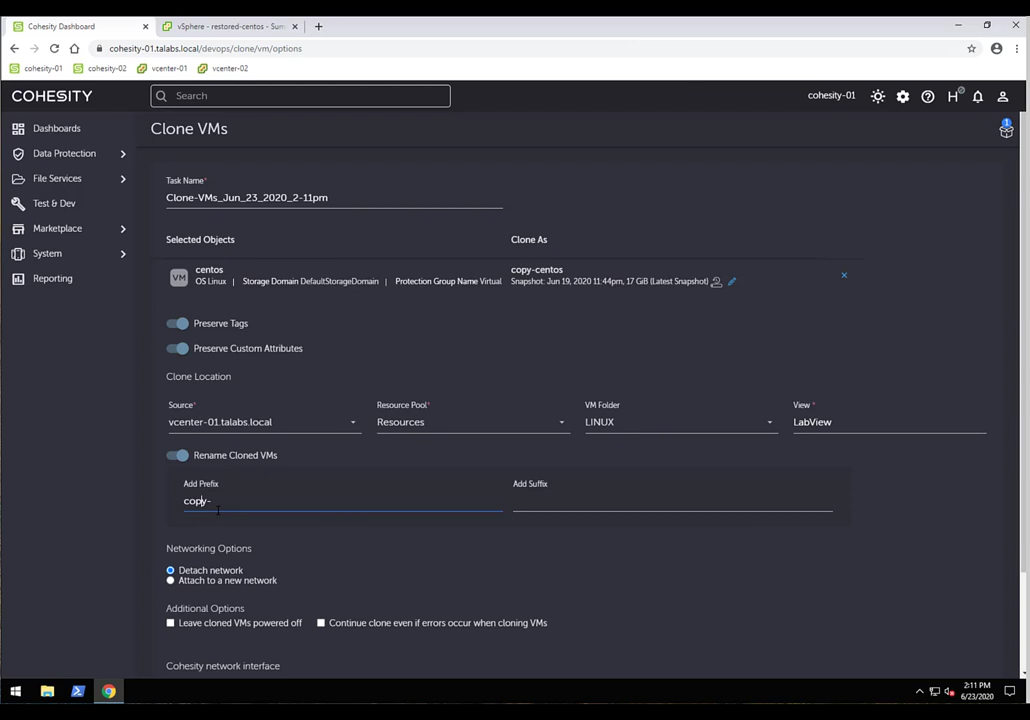 Cohesity Dashboard
vSphere - restored-centos - Sum
cohesity-01.talabs.local/devops/clone/vm/options
cohesity-01 cohesity-02 vcenter-01 vcenter-02
COHESITY Search cohesity-01 H
Dashboards
Data Protection
File Services
Test & Dev
Marketplace
System
Reporting
Clone VMs
1
Task Name*
Clone-VMs_Jun_23_2020_2-11pm
Selected Objects Clone As
VM centos copy-centos
OS Linux | Storage Domain DefaultStorageDomain | Protection Group Name Virtual Snapshot: Jun 19, 2020 11:44pm, 17 GiB (Latest Snapshot)
Preserve Tags
Preserve Custom Attributes
Clone Location
Source* Resource Pool* VM Folder View *
vcenter-01.talabs.local Resources LINUX LabView
Rename Cloned VMs
Add Prefix Add Suffix
copy-
Networking Options
Detach network
Attach to a new network
Additional Options
Leave cloned VMs powered off Continue clone even if errors occur when cloning VMs
Cohesity network interface
2:11 PM
6/23/2020